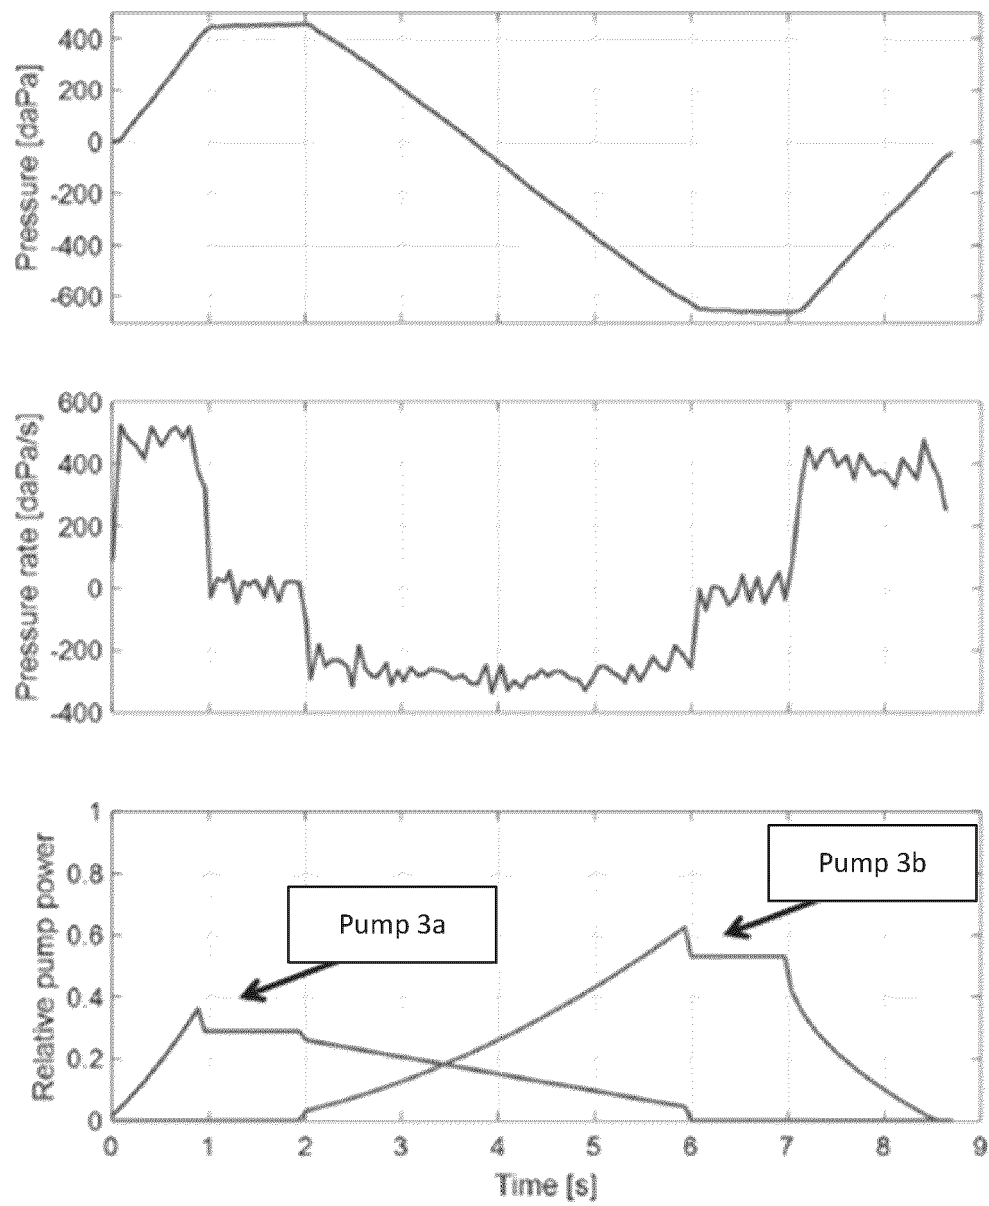 400
200
0
-200
-400
-600
Pressure [daPa]
600
400
200
0
-200
-400
Pressure rate [daPa/s]
1
0.8
0.6
0.4
0.2
0
Relative pump power
Pump 3a
Pump 3b
0 1 2 3 4 5 6 7 8 9
Time [s]